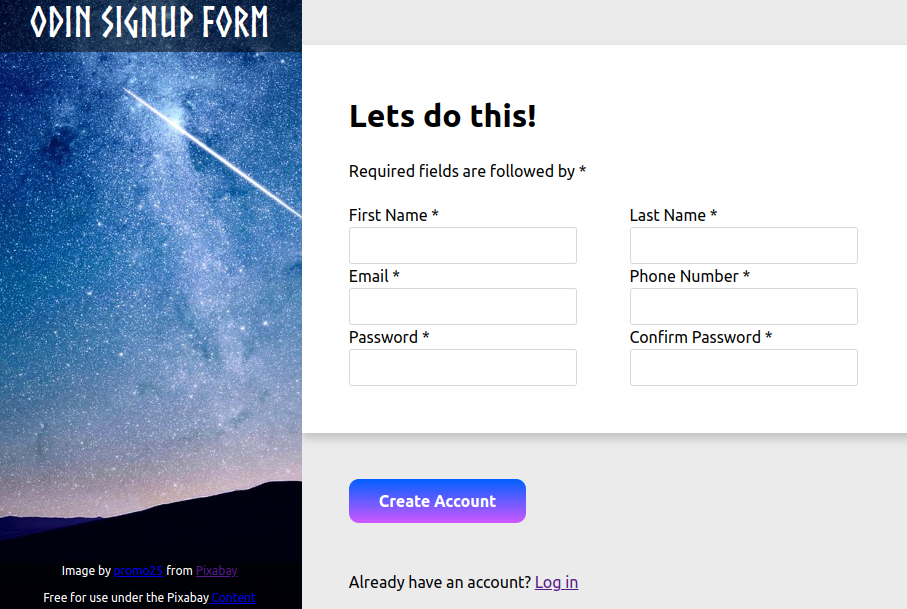 ODIN SIGNUP FORM
Lets do this!
Required fields are followed by *
First Name *
Last Name *
Email *
Phone Number *
Password *
Confirm Password *
Create Account
Already have an account? Log in
Image by promo25 from Pixabay
Free for use under the Pixabay Content